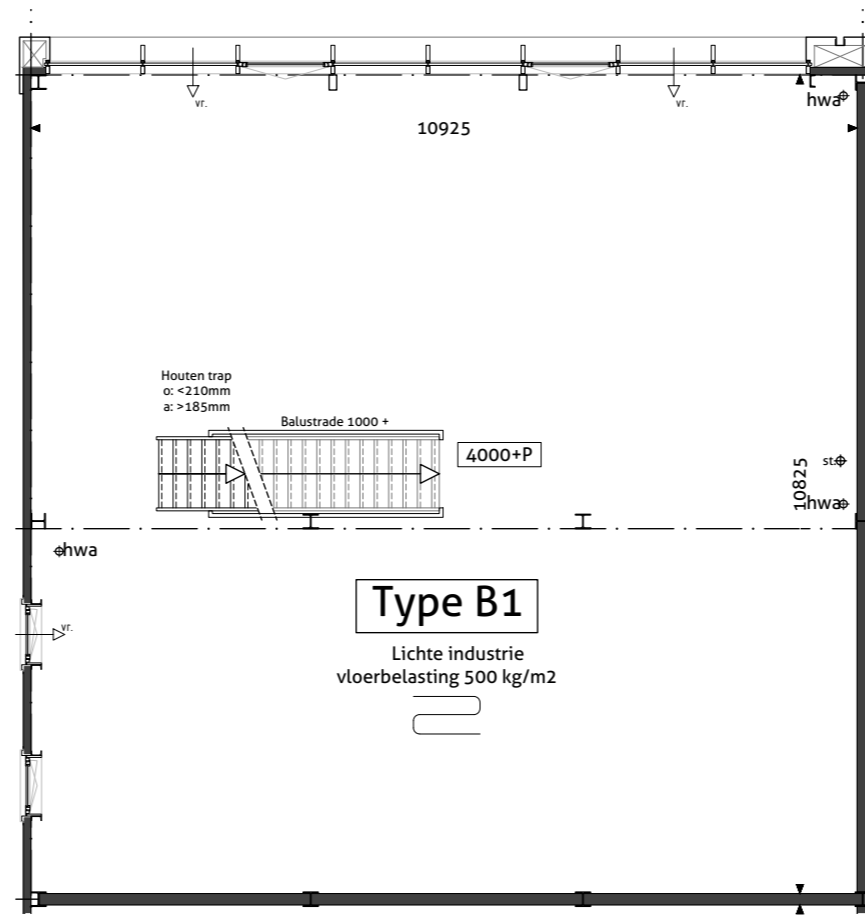 vr.
vr.
hwa
10925
Houten trap
o: <210mm
a: >185mm
Balustrade 1000 +
4000+P
st.
10825
hwa
hwa
vr.
Type B1
Lichte industrie
vloerbelasting 500 kg/m2